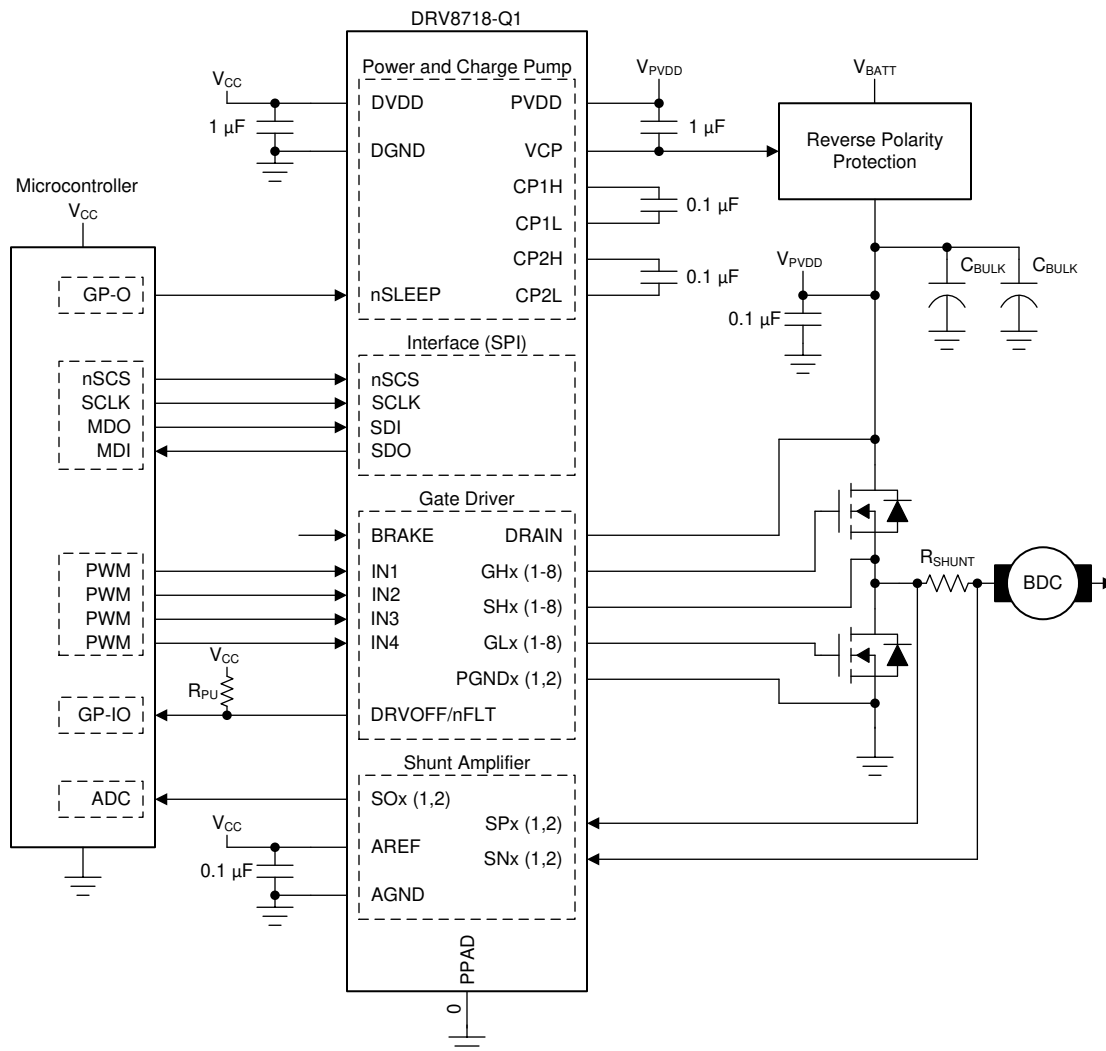 DRV8718-Q1
Power and Charge Pump
VCC
1 µF
DVDD
DGND
nSLEEP
PVDD
VCP
CP1H
CP1L
CP2H
CP2L
VPVDD
1 µF
0.1 µF
0.1 µF
VBATT
Reverse Polarity
Protection
VPVDD
0.1 µF
CBULK
CBULK
Microcontroller
VCC
GP-O
nSCS
SCLK
MDO
MDI
PWM
PWM
PWM
PWM
GP-IO
ADC
Interface (SPI)
nSCS
SCLK
SDI
SDO
Gate Driver
BRAKE
IN1
IN2
IN3
IN4
DRVOFF/nFLT
DRAIN
GHx (1-8)
SHx (1-8)
GLx (1-8)
PGNDx (1,2)
VCC
RPU
RSHUNT
BDC
Shunt Amplifier
SOx (1,2)
AREF
AGND
SPx (1,2)
SNx (1,2)
VCC
0.1 µF
PPAD
0